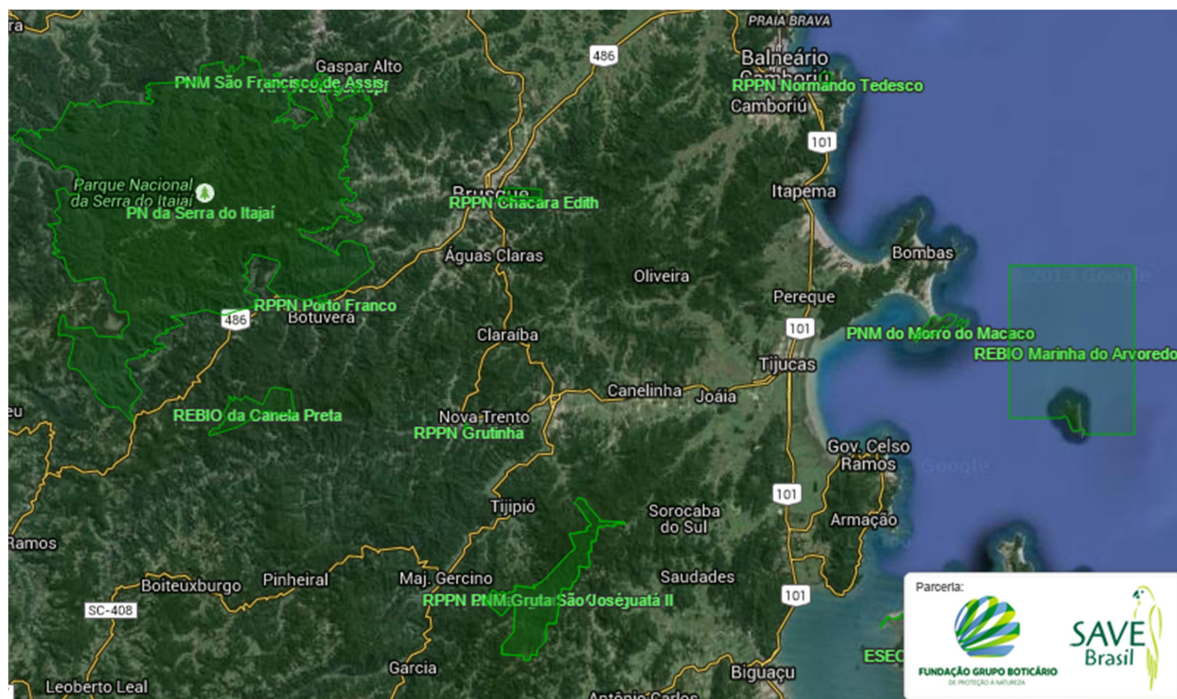 PRAIA BRAVA
486
Balneário
Camboriú
Gaspar Alto
PNM São Francisco de Assis
RPPN Normando Tedesco
Camboriú
101
Parque Nacional
da Serra do Itajaí
PN da Serra do Itajaí
Brusque
RPPN Chácara Edith
Itapema
Águas Claras
Bombas
Oliveira
©2013 Google
RPPN Porto Franco
Botuverá
486
Perequê
101
Claraíba
PNM do Morro do Macaco
REBIO Marinha do Arvoredo
Tijucas
Canelinha
Joáia
REBIO da Canela Preta
Nova Trento
RPPN Grutinha
Gov. Celso
Ramos
Google
101
Tijipió
Sorocaba
do Sul
Armação
Ramos
Boiteuxburgo
Pinheiral
Maj. Gercino
Saudades
101
SC-408
RPPN PNM Gruta São José
II
Garcia
Leoberto Leal
Biguaçu
Antônio Carlos
ESEC
Parceria:
FUNDAÇÃO GRUPO BOTICÁRIO
DE PROTEÇÃO À NATUREZA
SAVE
Brasil